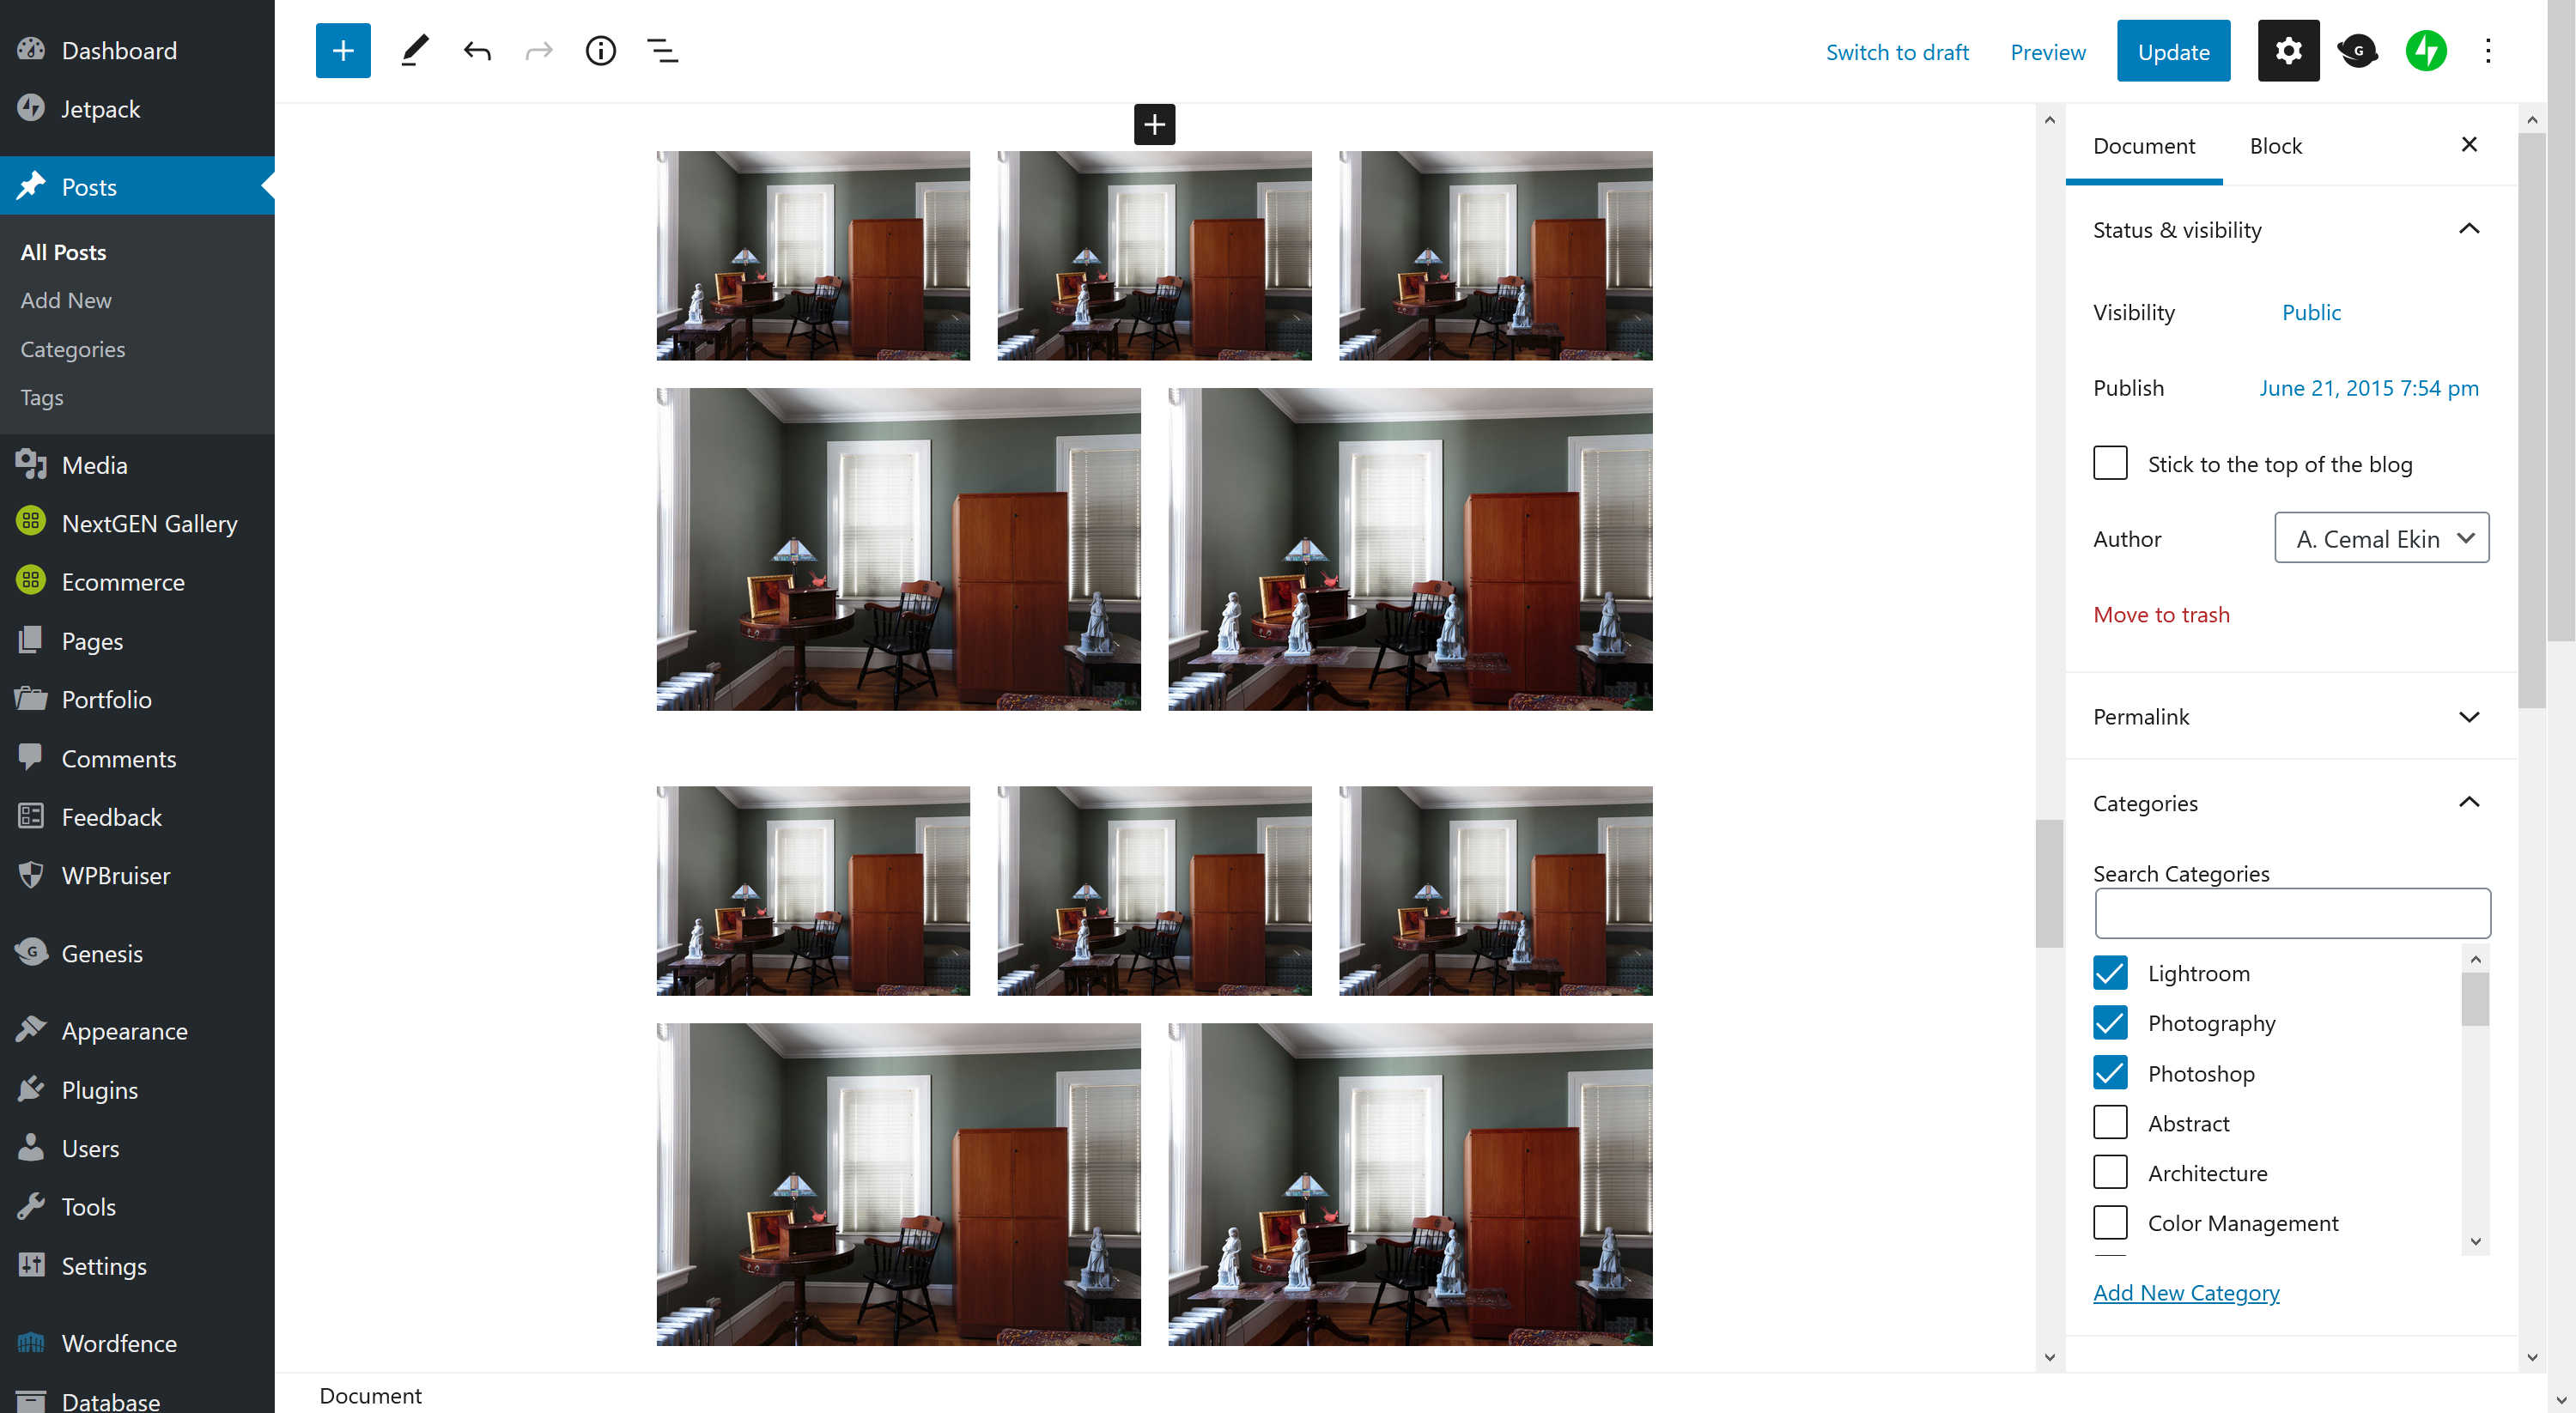 Dashboard
Jetpack
Posts
All Posts
Add New
Categories
Tags
Media
NextGEN Gallery
Ecommerce
Pages
Portfolio
Comments
Feedback
WPBruiser
Genesis
Appearance
Plugins
Users
Tools
Settings
Wordfence
Database
Switch to draft
Preview
Update
G
Document
Block
Status & visibility
Visibility
Public
Publish
June 21, 2015 7:54 pm
Stick to the top of the blog
Author
A. Cemal Ekin
Move to trash
Permalink
Categories
Search Categories
Lightroom
Photography
Photoshop
Abstract
Architecture
Color Management
Add New Category
Document